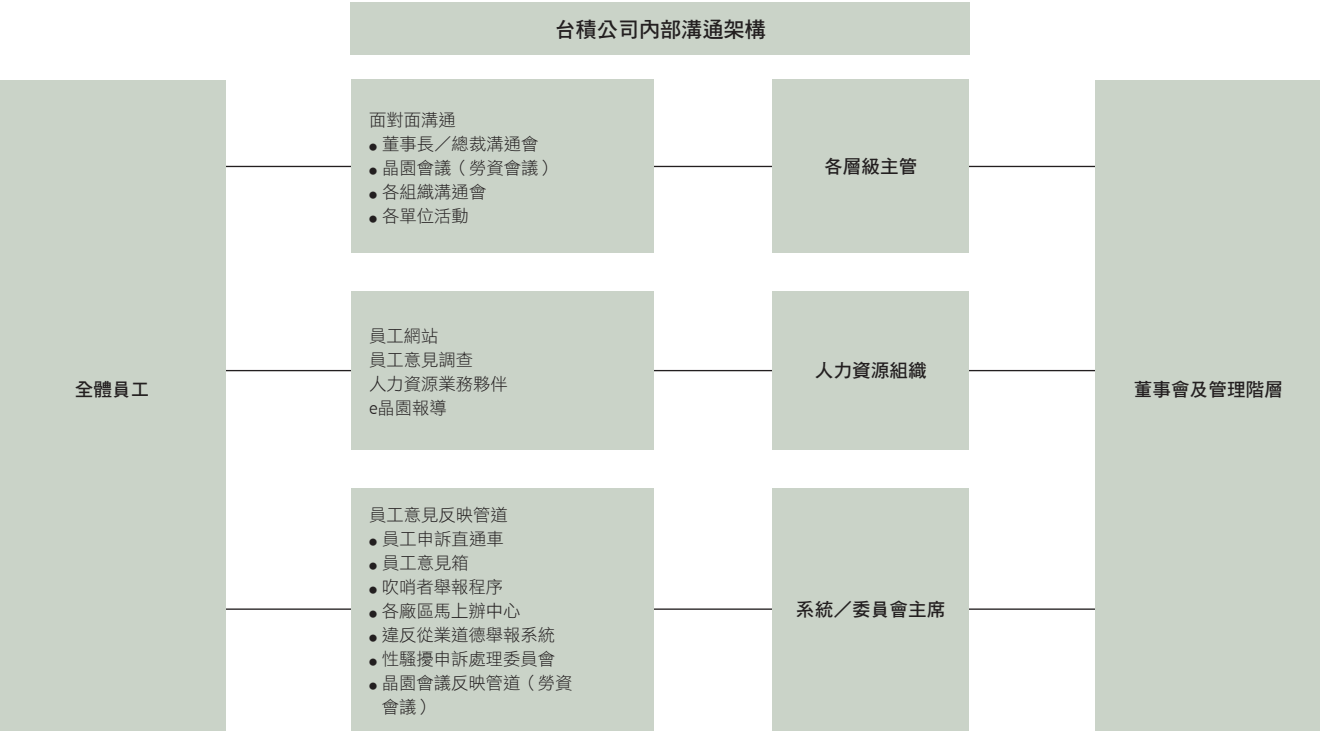 台積公司內部溝通架構
全體員工
面對面溝通
● 董事長／總裁溝通會
● 晶園會議（勞資會議）
● 各組織溝通會
● 各單位活動
各層級主管
員工網站
員工意見調查
人力資源業務夥伴
e晶園報導
人力資源組織
員工意見反映管道
● 員工申訴直通車
● 員工意見箱
● 吹哨者舉報程序
● 各廠區馬上辦中心
● 違反從業道德舉報系統
● 性騷擾申訴處理委員會
● 晶園會議反映管道（勞資
會議）
系統／委員會主席
董事會及管理階層